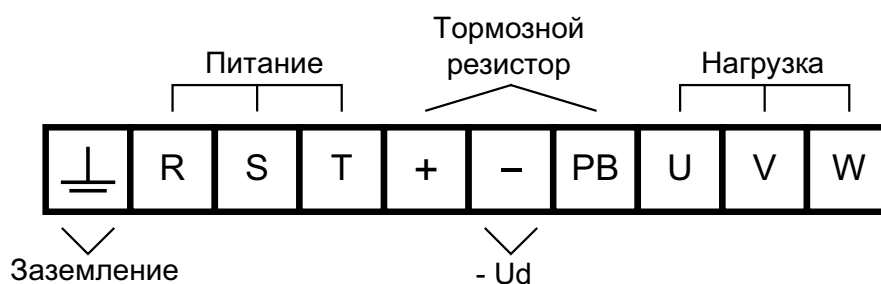 Тормозной
резистор
Питание
Нагрузка
R S T + – PB U V W
Заземление
- Ud